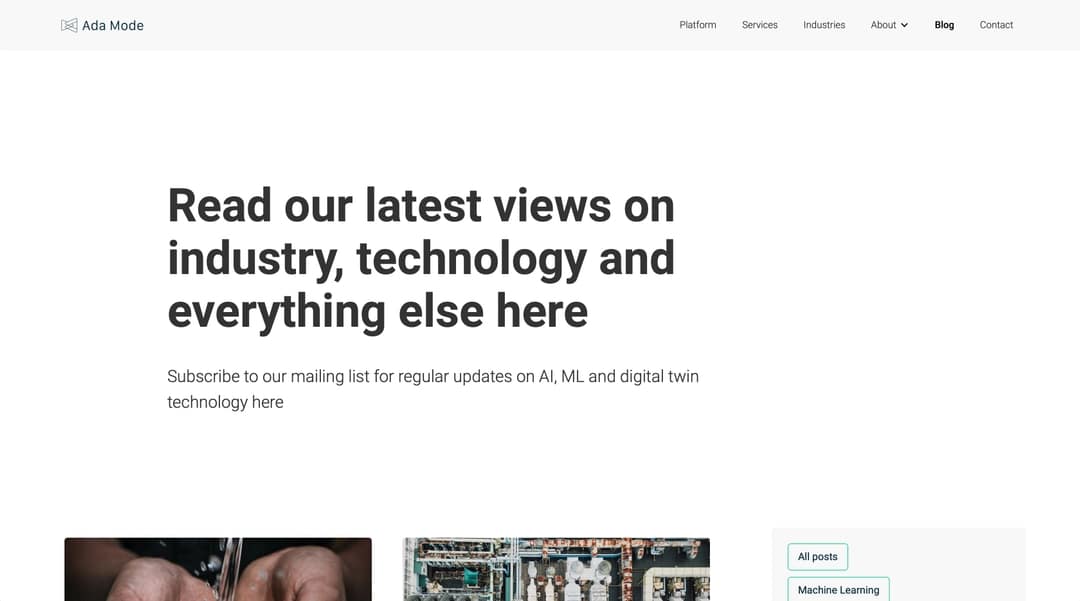 Ada Mode
Platform
Services
Industries
About
Blog
Contact
Read our latest views on
industry, technology and
everything else here
Subscribe to our mailing list for regular updates on AI, ML and digital twin
technology here
All posts
Machine Learning